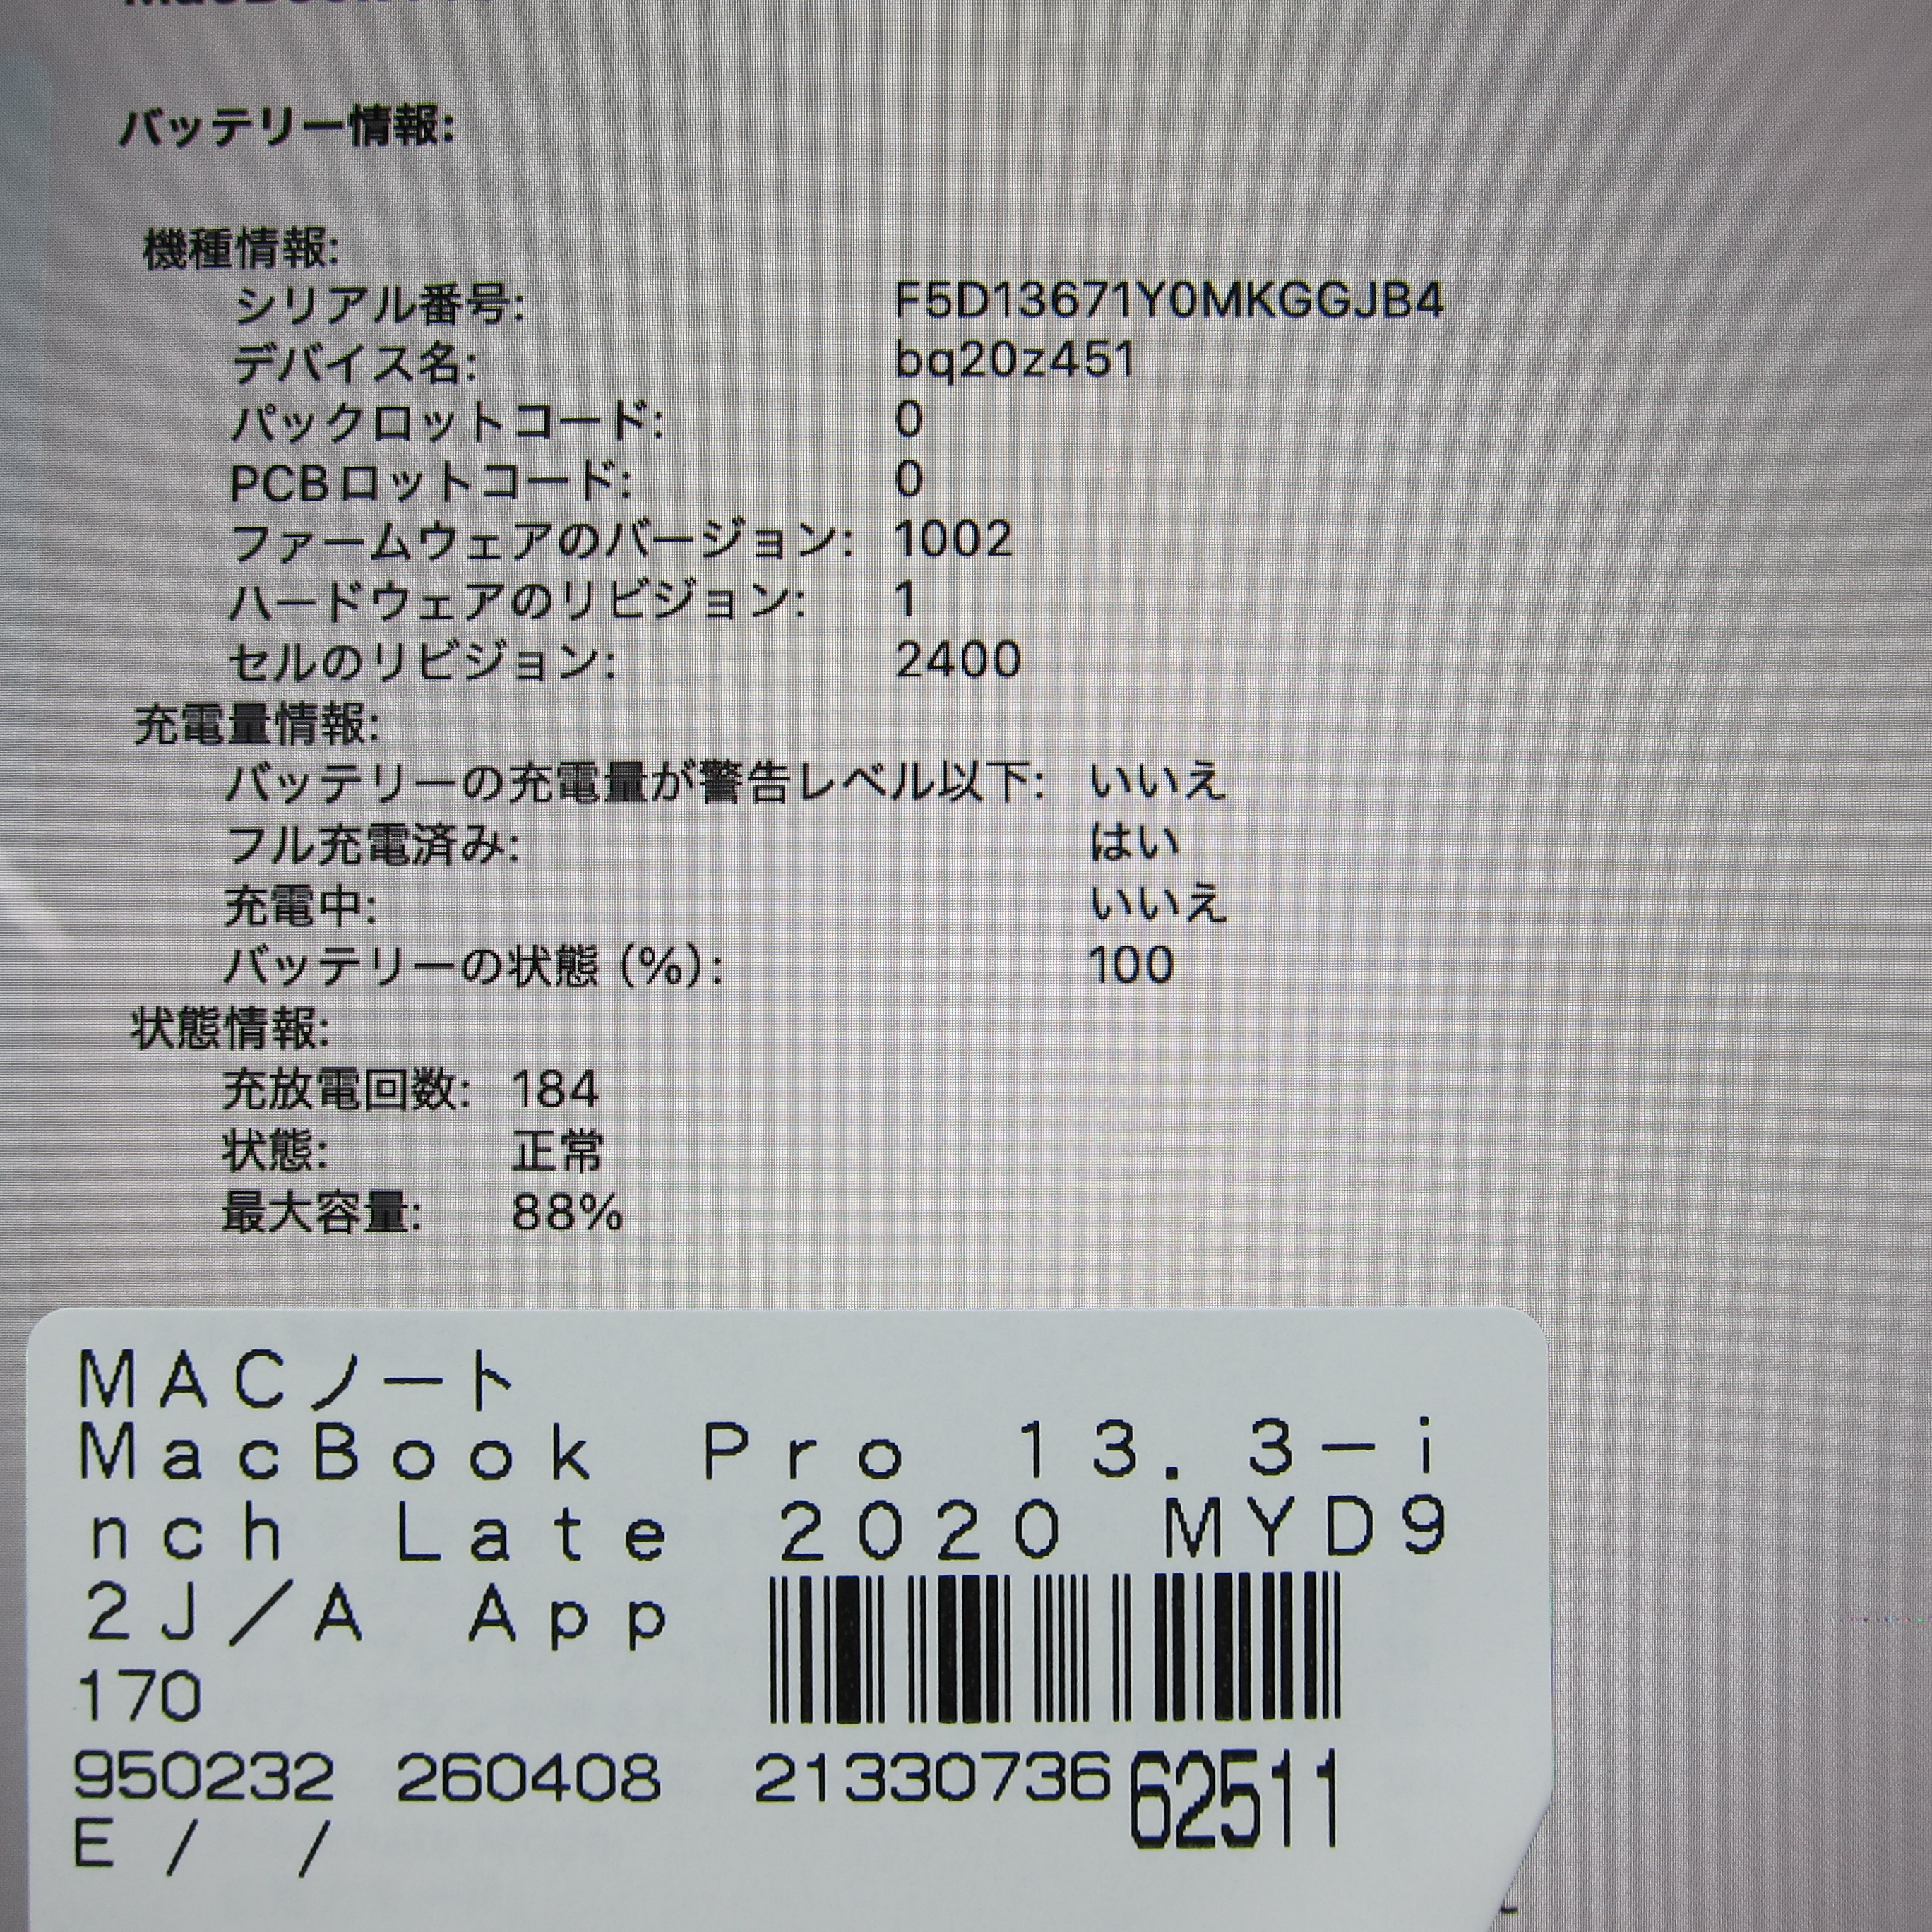 バッテリー情報:
機種情報:
シリアル番号: F5D13671Y0MKGGJB4
デバイス名: bq20z451
パックロットコード: 0
PCBロットコード: 0
ファームウェアのバージョン: 1002
ハードウェアのリビジョン: 1
セルのリビジョン: 2400
充電量情報:
バッテリーの充電量が警告レベル以下: いいえ
フル充電済み: はい
充電中: いいえ
バッテリーの状態 (%): 100
状態情報:
充放電回数: 184
状態: 正常
最大容量: 88%
MACノート
MacBook Pro 13.3-i
nch Late 2020 MYD9
2J/A App
170
950232 260408 21330736 62511
E / /